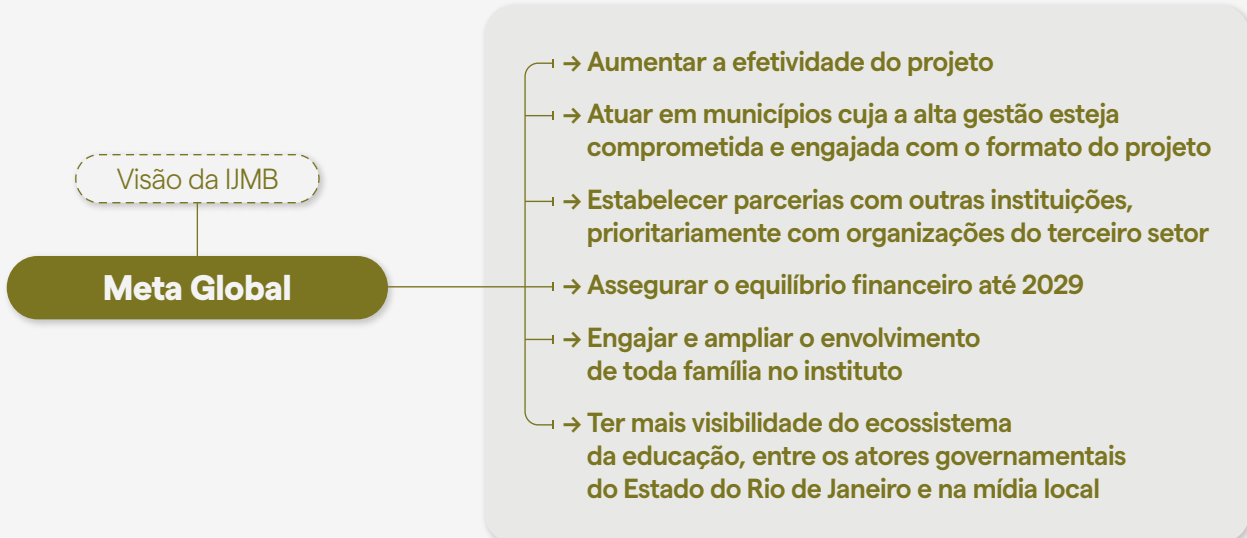 Visão da IJMB
Meta Global
→ Aumentar a efetividade do projeto
→ Atuar em municípios cuja a alta gestão esteja
comprometida e engajada com o formato do projeto
→ Estabelecer parcerias com outras instituições,
prioritariamente com organizações do terceiro setor
→ Assegurar o equilíbrio financeiro até 2029
→ Engajar e ampliar o envolvimento
de toda família no instituto
→ Ter mais visibilidade do ecossistema
da educação, entre os atores governamentais
do Estado do Rio de Janeiro e na mídia local